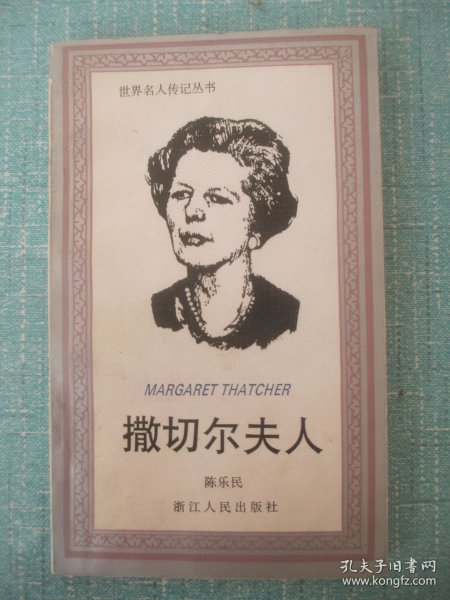 世界名人传记丛书
MARGARET THATCHER
撒切尔夫人
陈乐民
浙江人民出版社
孔夫子旧书网
www.kongfz.com